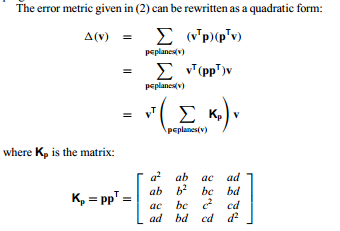 The error metric given in (2) can be rewritten as a quadratic form:
Δ(v) = ∑ (vᵀp)(pᵀv)
p∈planes(v)
= ∑ vᵀ(ppᵀ)v
p∈planes(v)
= vᵀ ( ∑ Kₚ ) v
p∈planes(v)
where Kₚ is the matrix:
a² ab ac ad
ab b² bc bd
Kₚ = ppᵀ =
ac bc c² cd
ad bd cd d²